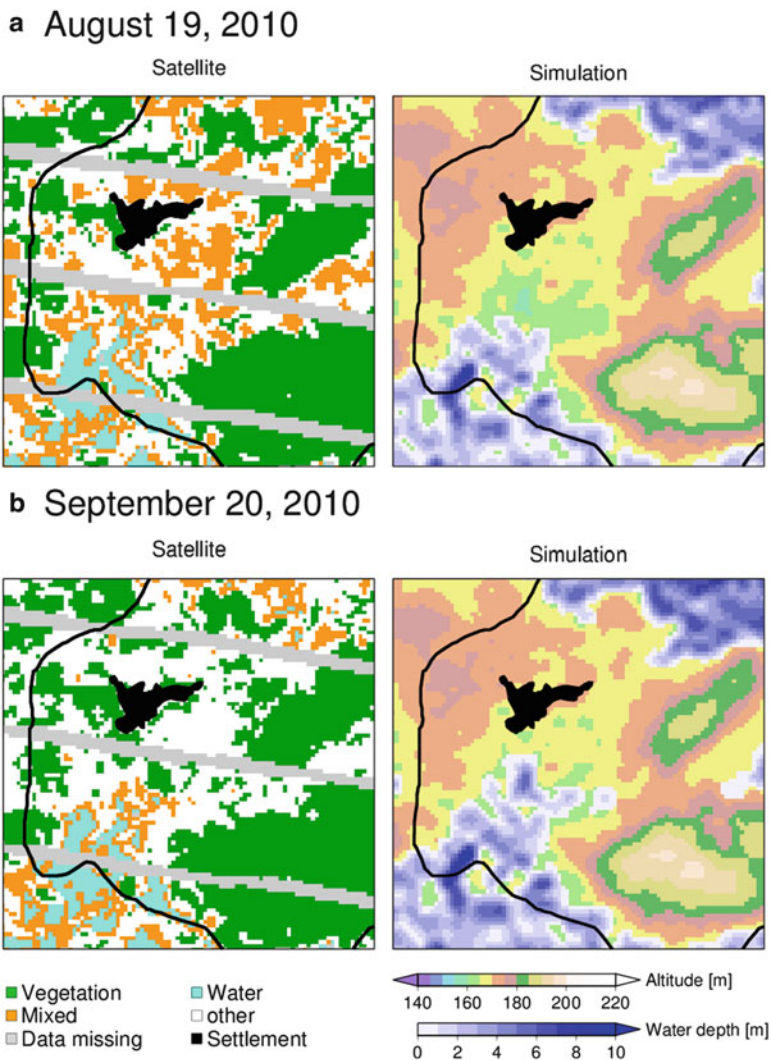 a August 19, 2010
Satellite Simulation
b September 20, 2010
Satellite Simulation
Vegetation Water
Mixed other
Data missing Settlement
Altitude [m]
140 160 180 200 220
Water depth [m]
0 2 4 6 8 10